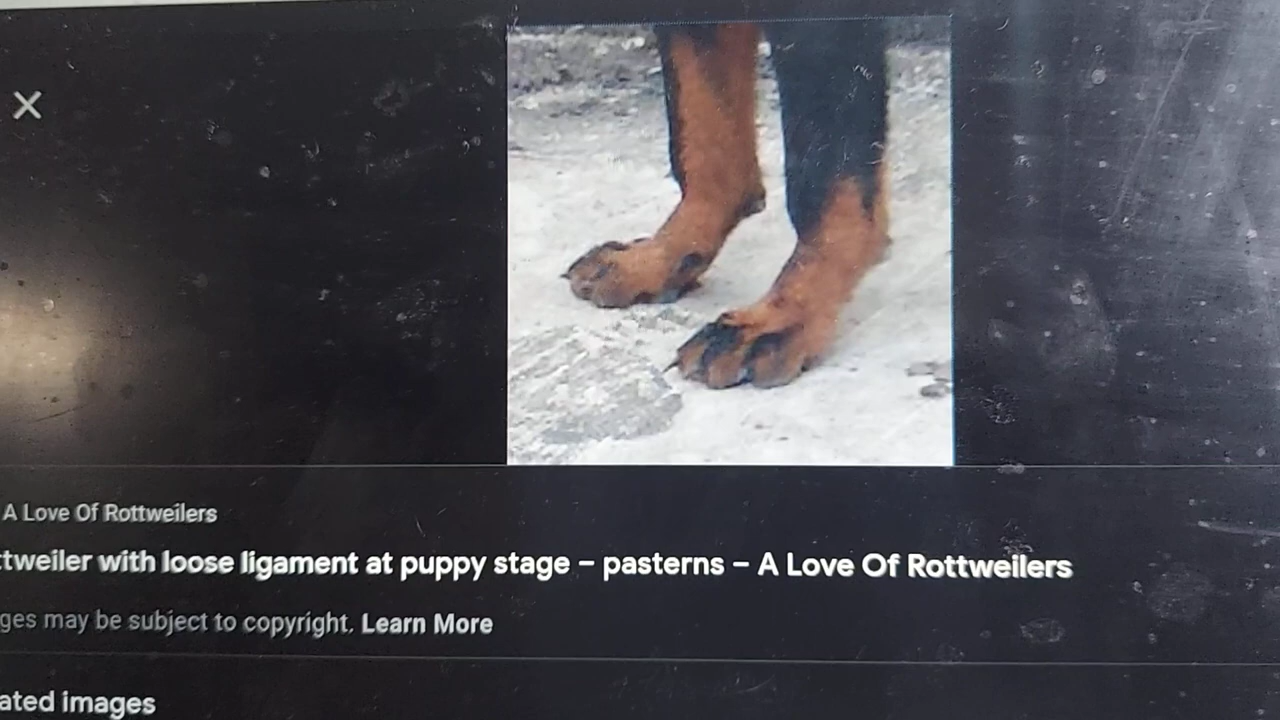 A Love Of Rottweilers
tweiler with loose ligament at puppy stage – pasterns – A Love Of Rottweilers
ges may be subject to copyright. Learn More
ated images